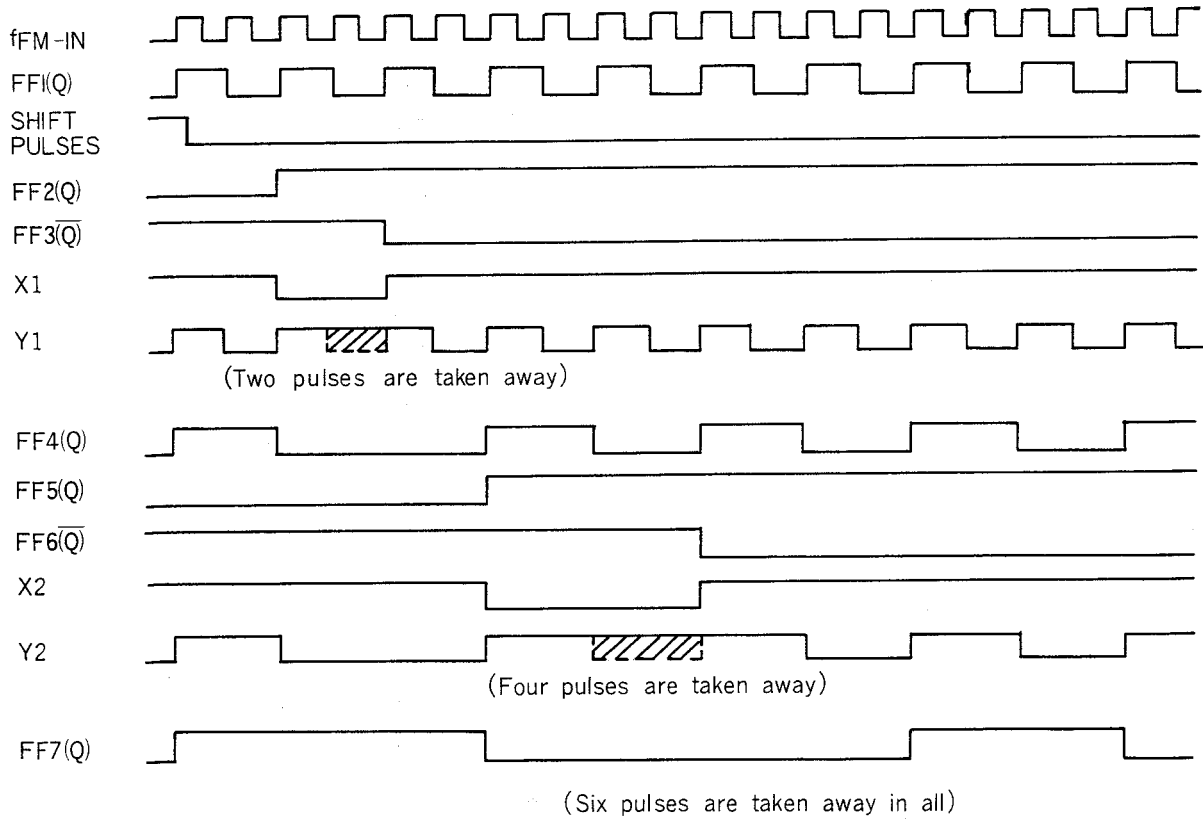 fFM-IN
FF1(Q)
SHIFT
PULSES
FF2(Q)
FF3(Q̅)
X1
Y1
(Two pulses are taken away)
FF4(Q)
FF5(Q)
FF6(Q̅)
X2
Y2
(Four pulses are taken away)
FF7(Q)
(Six pulses are taken away in all)